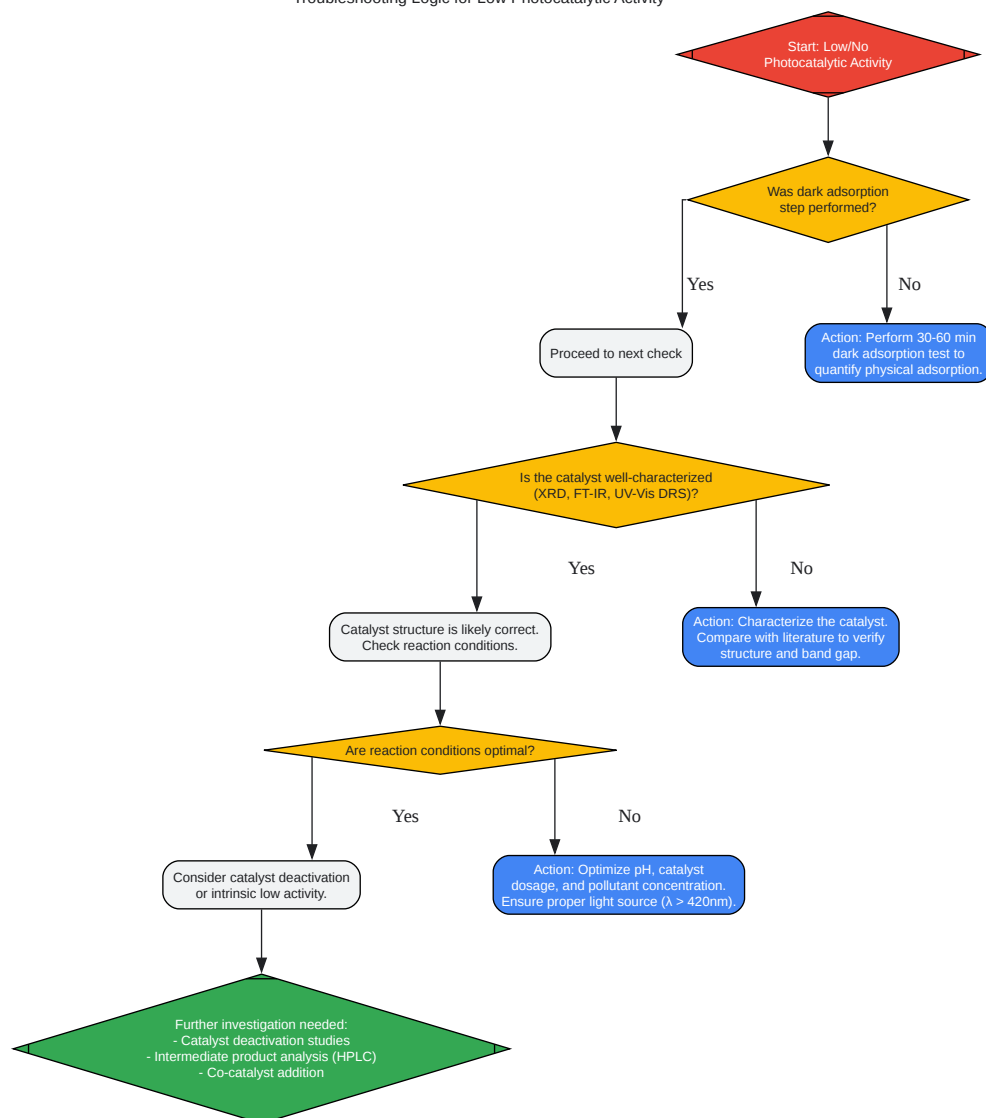 Troubleshooting Logic for Low Photocatalytic Activity
Start: Low/No
Photocatalytic Activity
Was dark adsorption
step performed?
Yes
No
Proceed to next check
Action: Perform 30-60 min
dark adsorption test to
quantify physical adsorption.
Is the catalyst well-characterized
(XRD, FT-IR, UV-Vis DRS)?
Yes
No
Catalyst structure is likely correct.
Check reaction conditions.
Action: Characterize the catalyst.
Compare with literature to verify
structure and band gap.
Are reaction conditions optimal?
Yes
No
Consider catalyst deactivation
or intrinsic low activity.
Action: Optimize pH, catalyst
dosage, and pollutant concentration.
Ensure proper light source (λ > 420nm).
Further investigation needed:
- Catalyst deactivation studies
- Intermediate product analysis (HPLC)
- Co-catalyst addition